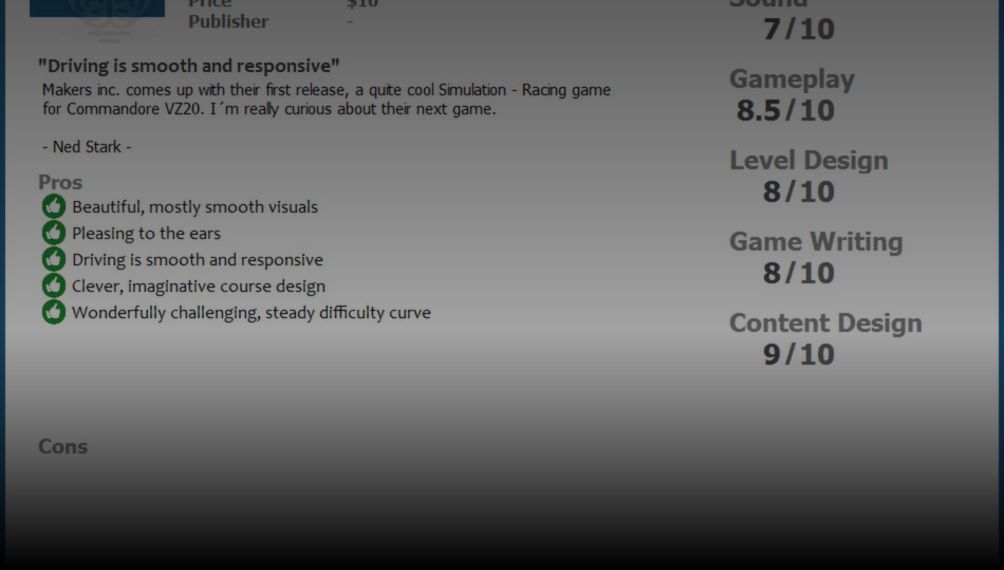 Price $10
Publisher -
"Driving is smooth and responsive"
Makers inc. comes up with their first release, a quite cool Simulation - Racing game
for Commandore VZ20. I´m really curious about their next game.
- Ned Stark -
Pros
Beautiful, mostly smooth visuals
Pleasing to the ears
Driving is smooth and responsive
Clever, imaginative course design
Wonderfully challenging, steady difficulty curve
Cons
Sound
7/10
Gameplay
8.5/10
Level Design
8/10
Game Writing
8/10
Content Design
9/10